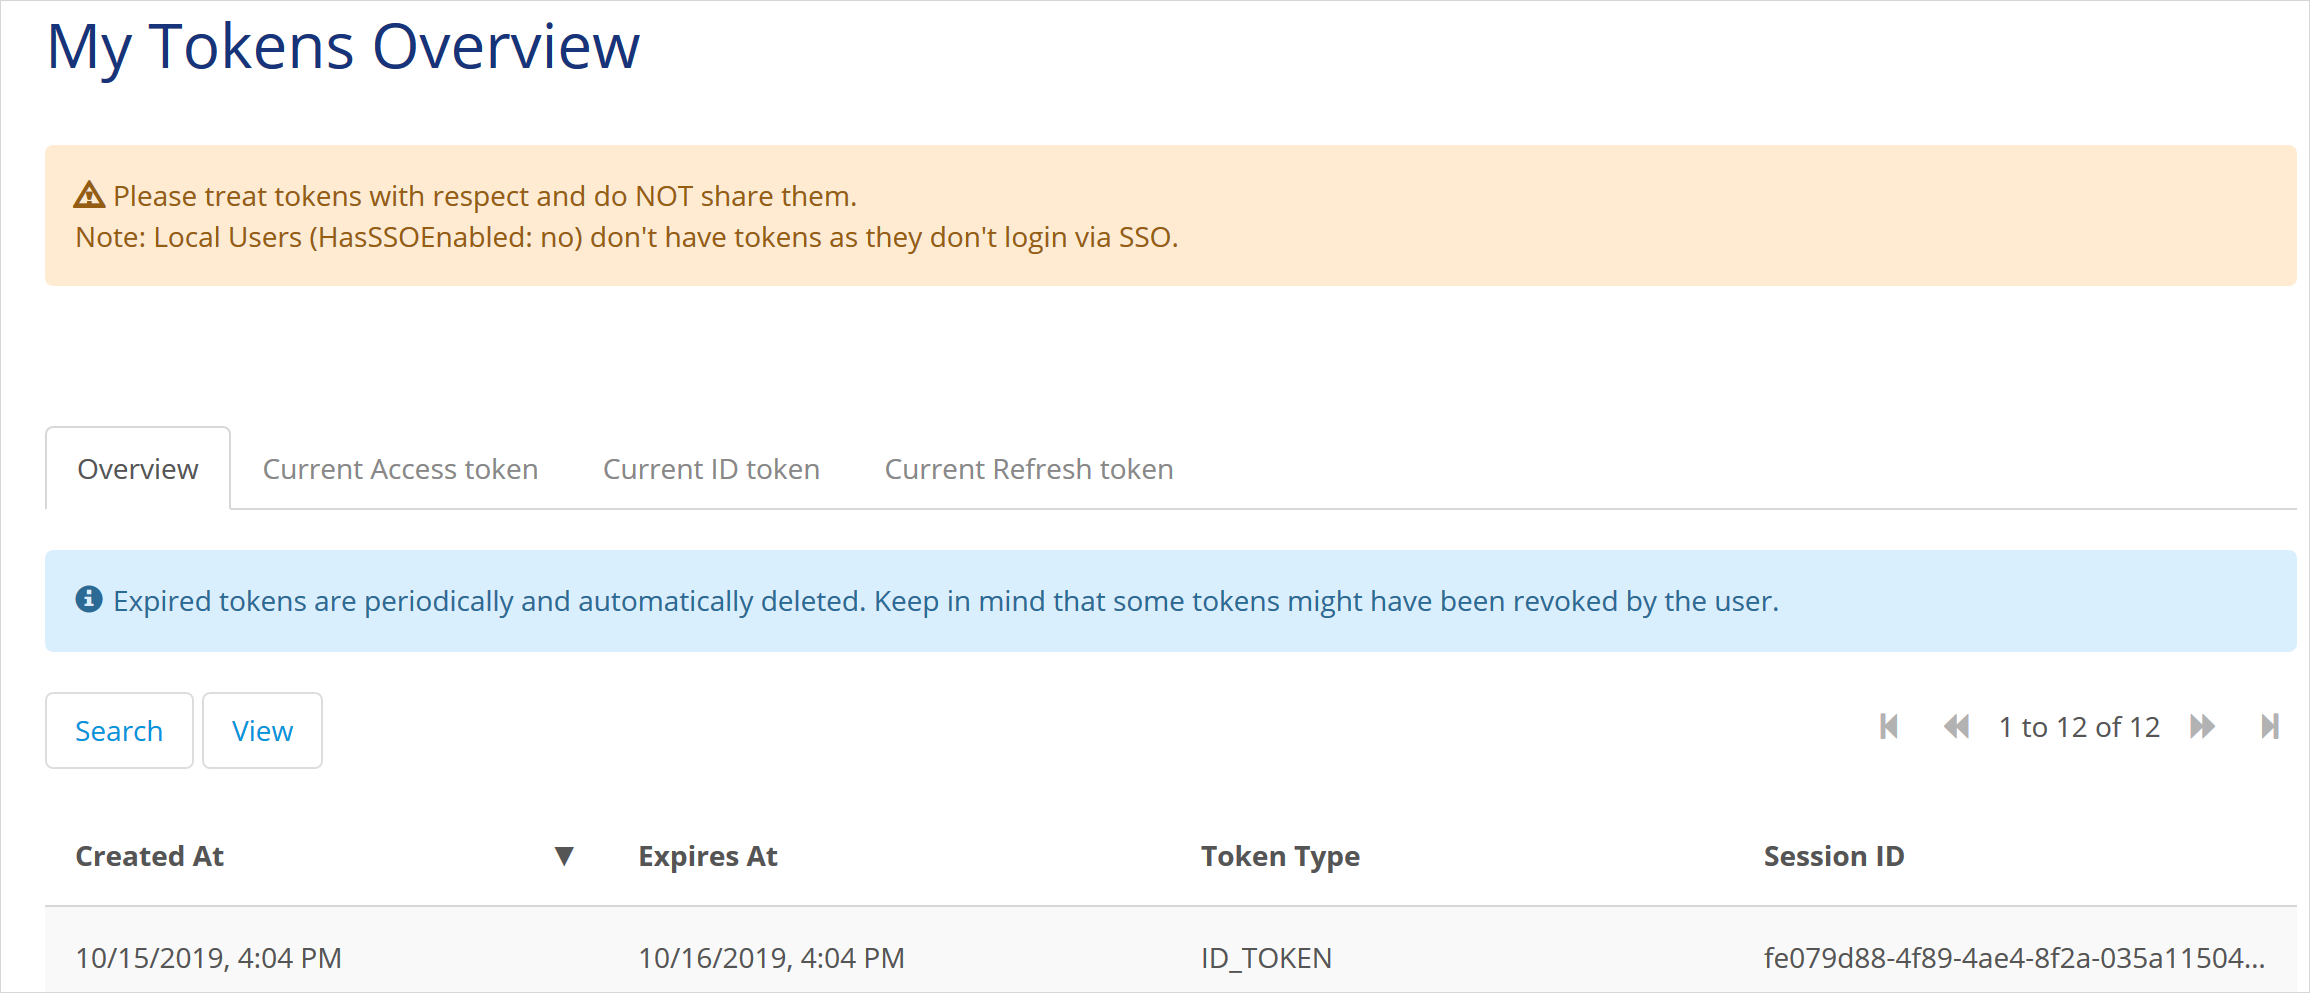 My Tokens Overview
Please treat tokens with respect and do NOT share them.
Note: Local Users (HasSSOEnabled: no) don't have tokens as they don't login via SSO.
Overview Current Access token Current ID token Current Refresh token
Expired tokens are periodically and automatically deleted. Keep in mind that some tokens might have been revoked by the user.
Search View 1 to 12 of 12
Created At ▼ Expires At Token Type Session ID
10/15/2019, 4:04 PM 10/16/2019, 4:04 PM ID_TOKEN fe079d88-4f89-4ae4-8f2a-035a11504...